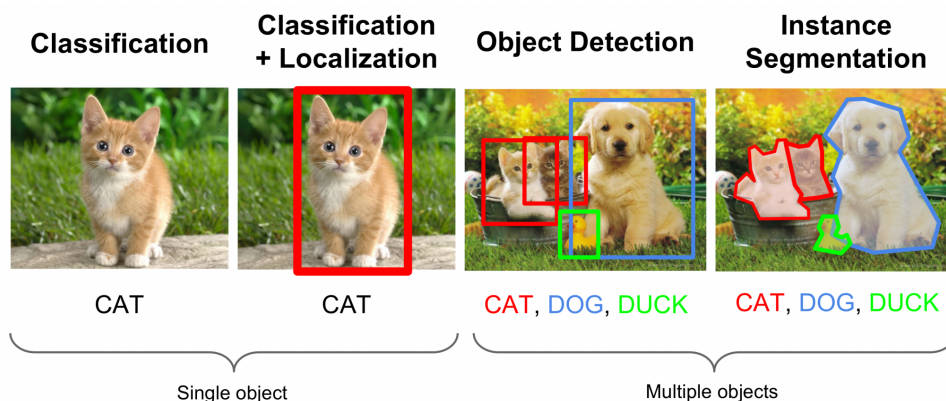 Classification
Classification
+ Localization
Object Detection
Instance
Segmentation
CAT
CAT
CAT, DOG, DUCK
CAT, DOG, DUCK
Single object
Multiple objects